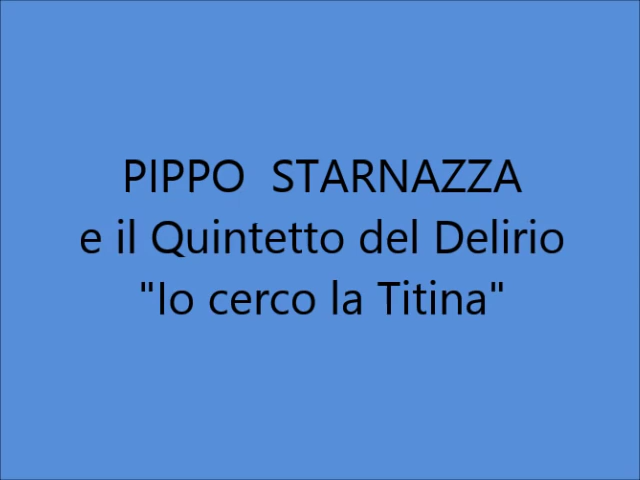 PIPPO  STARNAZZA
e il Quintetto del Delirio
"Io cerco la Titina"